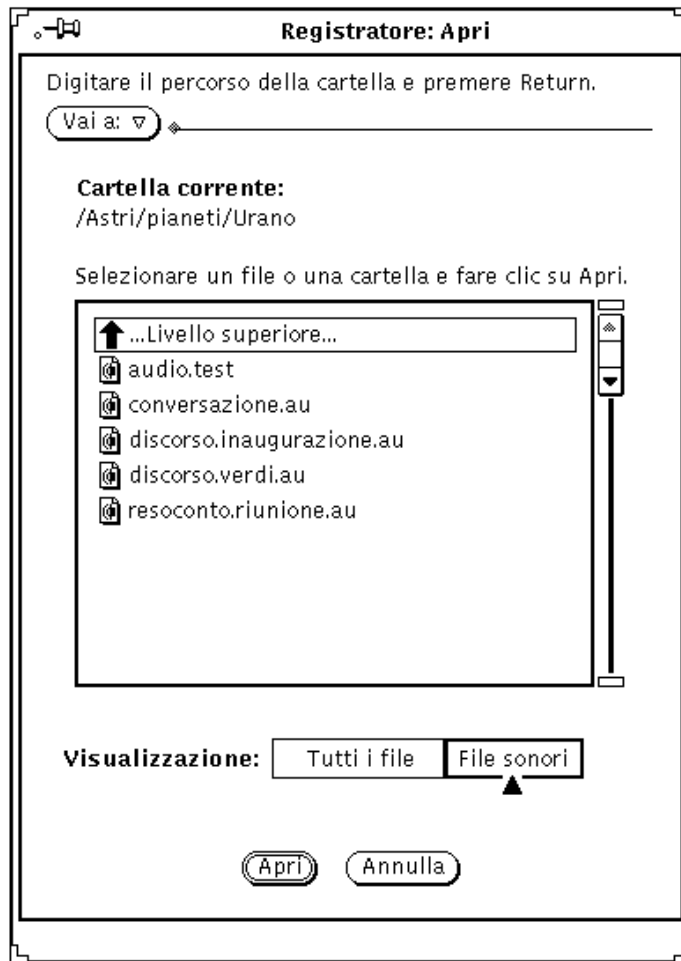 Registratore: Apri
Digitare il percorso della cartella e premere Return.
Vai a:
Cartella corrente:
/Astri/pianeti/Urano
Selezionare un file o una cartella e fare clic su Apri.
...Livello superiore...
audio.test
conversazione.au
discorso.inaugurazione.au
discorso.verdi.au
resoconto.riunione.au
Visualizzazione: Tutti i file File sonori
Apri Annulla